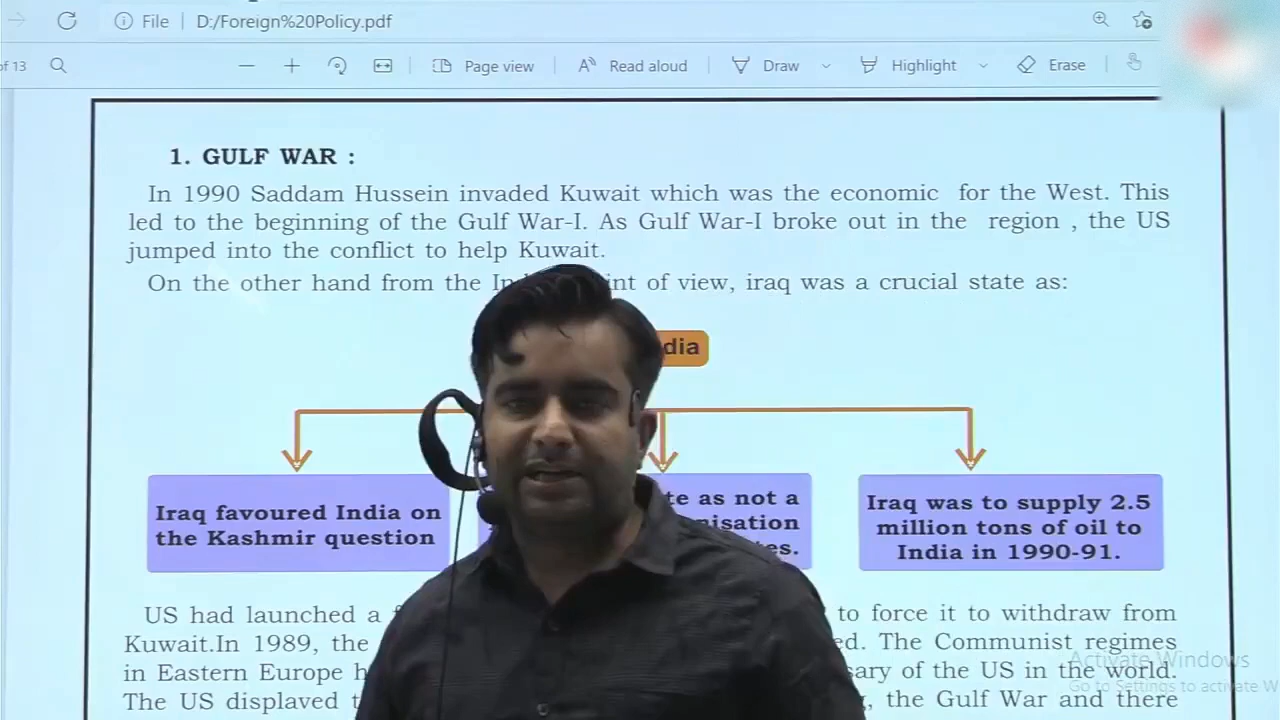 File D:/Foreign%20Policy.pdf
of 13 Page view Read aloud Draw Highlight Erase
1. GULF WAR :
In 1990 Saddam Hussein invaded Kuwait which was the economic for the West. This
led to the beginning of the Gulf War-I. As Gulf War-I broke out in the region , the US
jumped into the conflict to help Kuwait.
On the other hand from the int of view, iraq was a crucial state as:
dia
Iraq favoured India on
the Kashmir question
te as not a
nisation
es.
Iraq was to supply 2.5
million tons of oil to
India in 1990-91.
US had launched a to force it to withdraw from
Kuwait.In 1989, the ed. The Communist regimes
in Eastern Europe h sary of the US in the world.
The US displayed t , the Gulf War and there
Activate Windows
Go to Settings to activate W